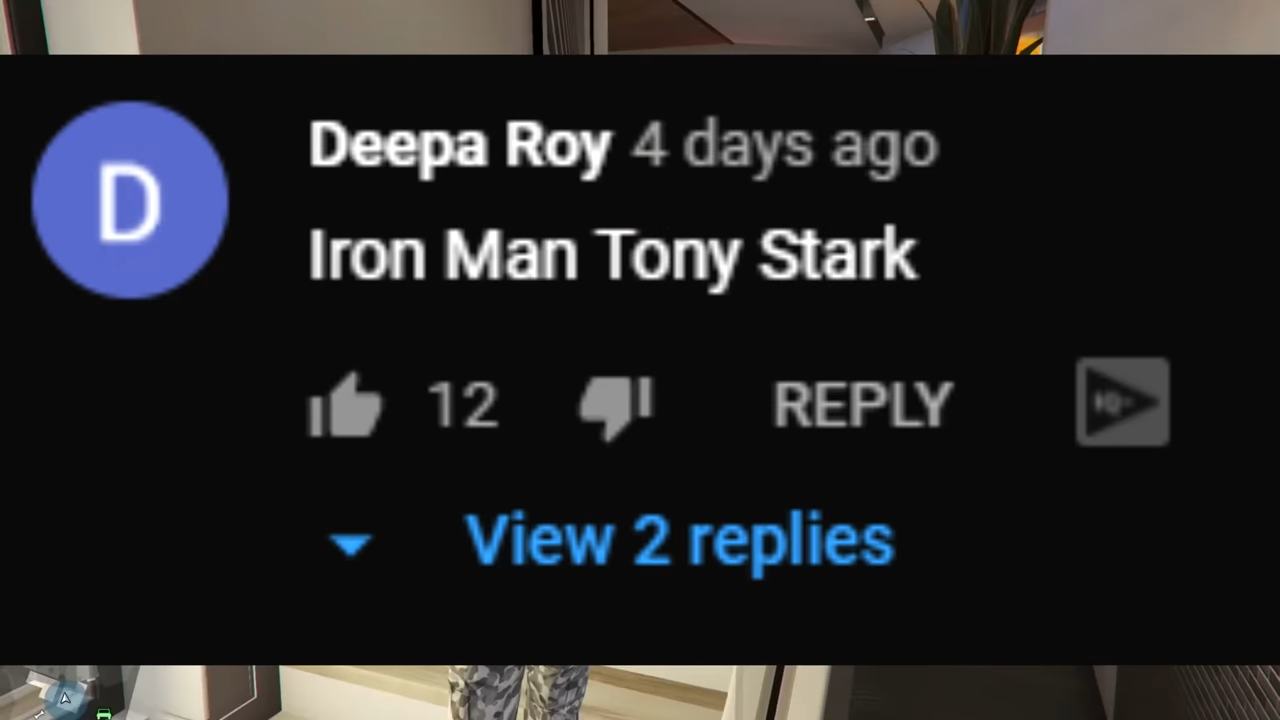 D
Deepa Roy 4 days ago
Iron Man Tony Stark
12 REPLY
View 2 replies